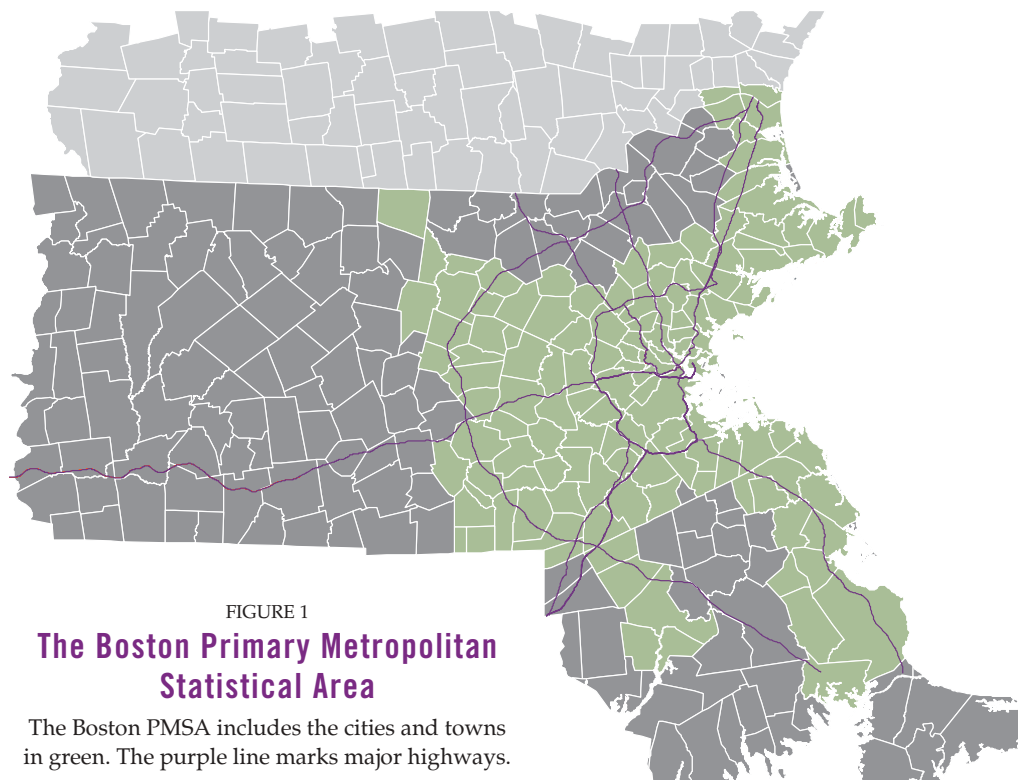 FIGURE 1
The Boston Primary Metropolitan
Statistical Area
The Boston PMSA includes the cities and towns
in green. The purple line marks major highways.